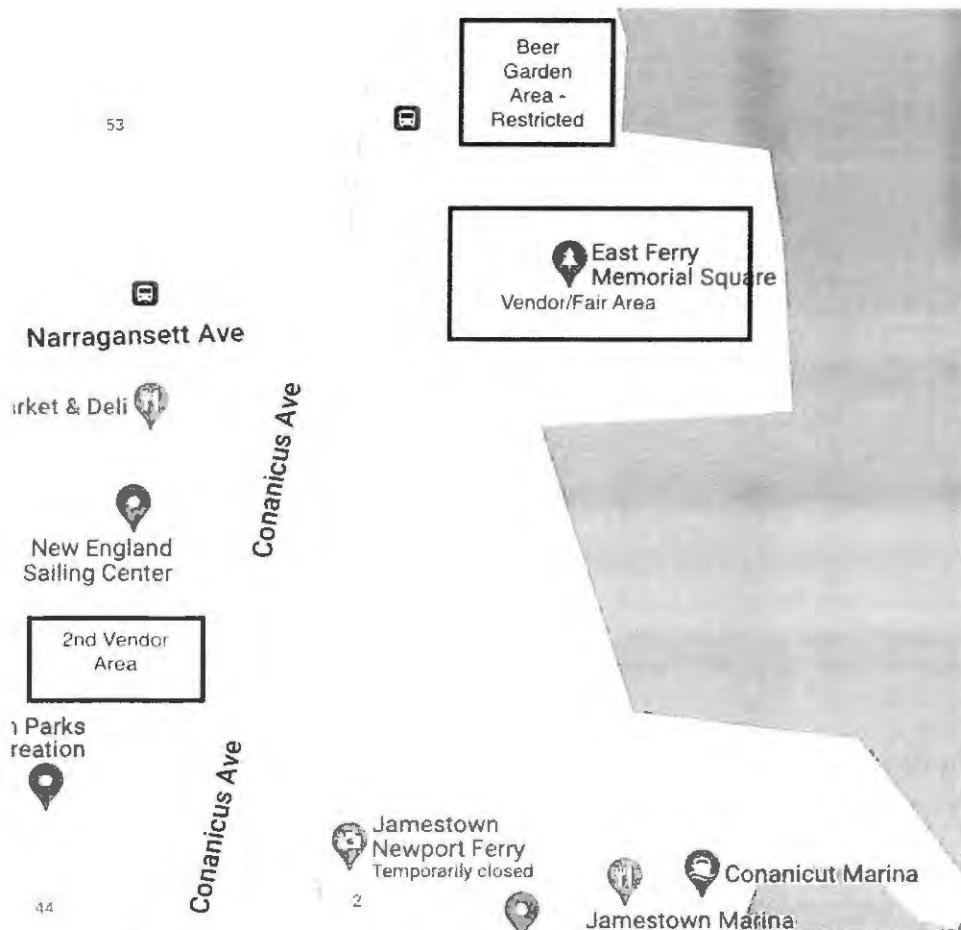 Beer
Garden
Area -
Restricted
53
East Ferry
Memorial Square
Vendor/Fair Area
Narragansett Ave
rket & Deli
Conanicus Ave
New England
Sailing Center
2nd Vendor
Area
Parks
reation
Conanicus Ave
Jamestown
Newport Ferry
Temporarily closed
Conanicut Marina
44
2
Jamestown Marina